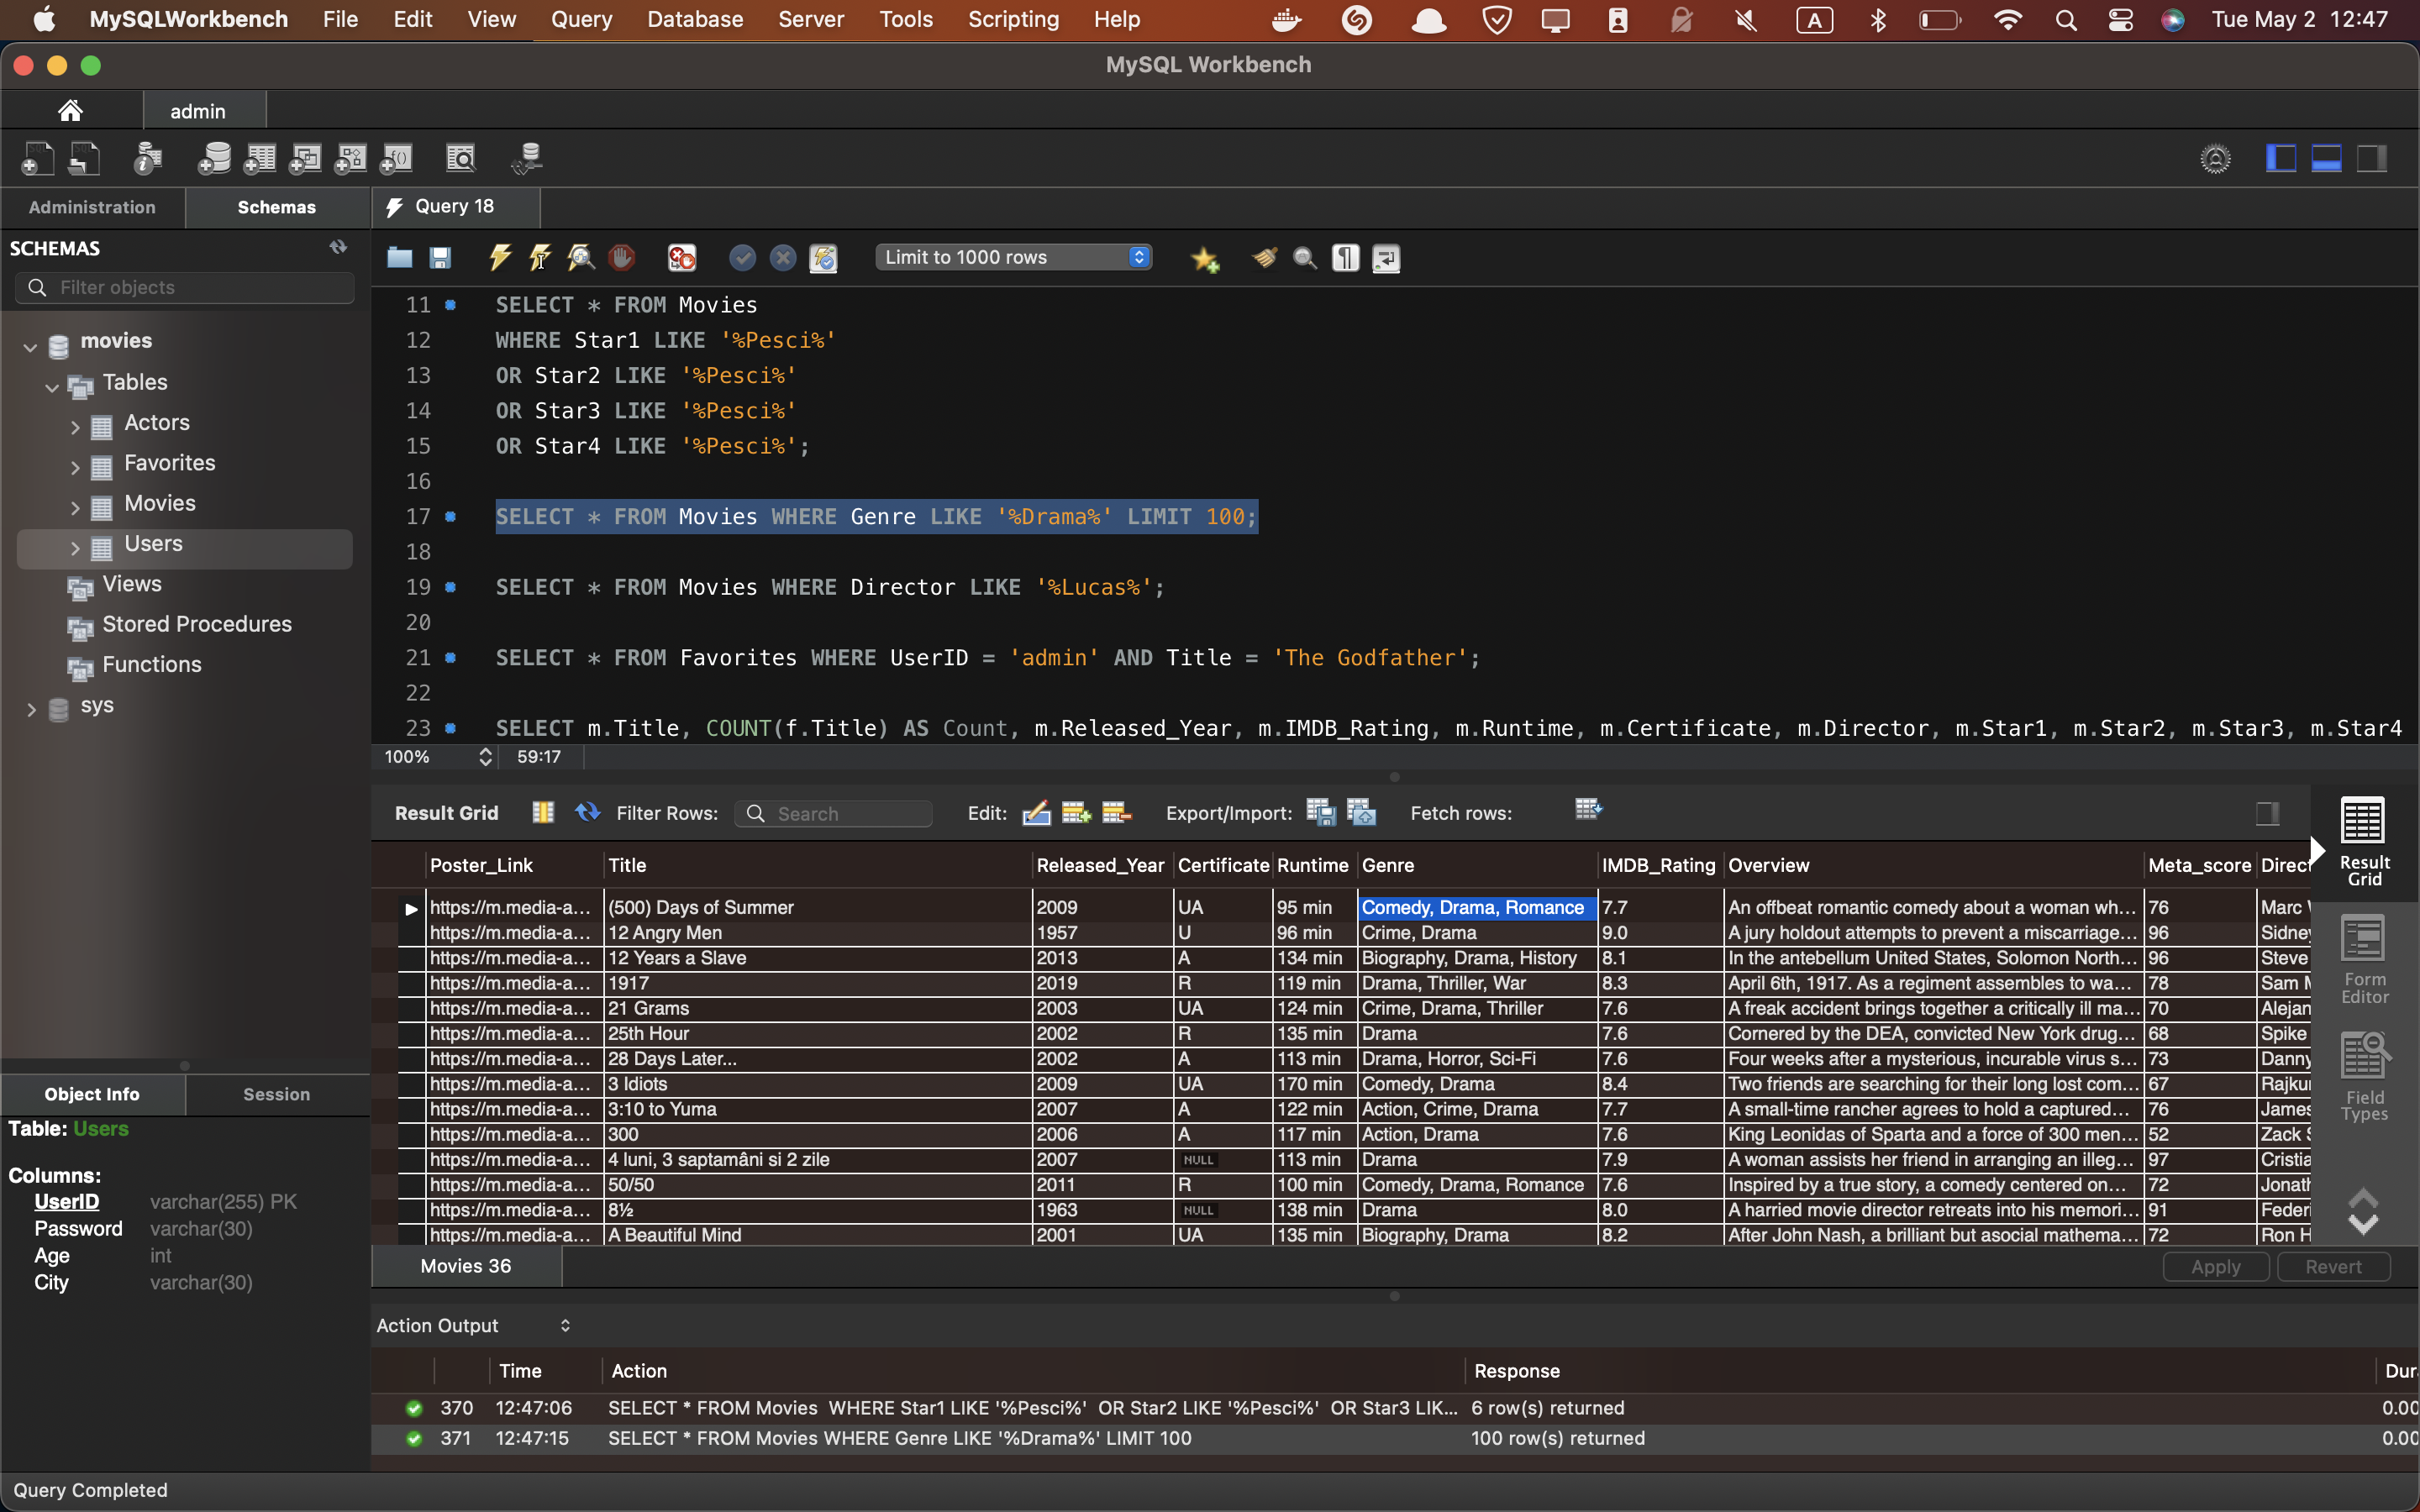 MySQLWorkbench File Edit View Query Database Server Tools Scripting Help A Tue May 2 12:47
MySQL Workbench
admin
Administration Schemas Query 18
SCHEMAS
Limit to 1000 rows
Filter objects
movies
Tables
Actors
Favorites
Movies
Users
Views
Stored Procedures
Functions
sys
11 SELECT * FROM Movies
12 WHERE Star1 LIKE '%Pesci%'
13 OR Star2 LIKE '%Pesci%'
14 OR Star3 LIKE '%Pesci%'
15 OR Star4 LIKE '%Pesci%';
16
17 SELECT * FROM Movies WHERE Genre LIKE '%Drama%' LIMIT 100;
18
19 SELECT * FROM Movies WHERE Director LIKE '%Lucas%';
20
21 SELECT * FROM Favorites WHERE UserID = 'admin' AND Title = 'The Godfather';
22
23 SELECT m.Title, COUNT(f.Title) AS Count, m.Released_Year, m.IMDB_Rating, m.Runtime, m.Certificate, m.Director, m.Star1, m.Star2, m.Star3, m.Star4
100% 59:17
Result Grid Filter Rows: Search Edit: Export/Import: Fetch rows:
Poster_Link Title Released_Year Certificate Runtime Genre IMDB_Rating Overview Meta_score Direct
https://m.media-a... (500) Days of Summer 2009 UA 95 min Comedy, Drama, Romance 7.7 An offbeat romantic comedy about a woman wh... 76 Marc
https://m.media-a... 12 Angry Men 1957 U 96 min Crime, Drama 9.0 A jury holdout attempts to prevent a miscarriage... 96 Sidney
https://m.media-a... 12 Years a Slave 2013 A 134 min Biography, Drama, History 8.1 In the antebellum United States, Solomon North... 96 Steve
https://m.media-a... 1917 2019 R 119 min Drama, Thriller, War 8.3 April 6th, 1917. As a regiment assembles to wa... 78 Sam
https://m.media-a... 21 Grams 2003 UA 124 min Crime, Drama, Thriller 7.6 A freak accident brings together a critically ill ma... 70 Alejan
https://m.media-a... 25th Hour 2002 R 135 min Drama 7.6 Cornered by the DEA, convicted New York drug... 68 Spike
https://m.media-a... 28 Days Later... 2002 A 113 min Drama, Horror, Sci-Fi 7.6 Four weeks after a mysterious, incurable virus s... 73 Danny
https://m.media-a... 3 Idiots 2009 UA 170 min Comedy, Drama 8.4 Two friends are searching for their long lost com... 67 Rajku
https://m.media-a... 3:10 to Yuma 2007 A 122 min Action, Crime, Drama 7.7 A small-time rancher agrees to hold a captured... 76 James
https://m.media-a... 300 2006 A 117 min Action, Drama 7.6 King Leonidas of Sparta and a force of 300 men... 52 Zack
https://m.media-a... 4 luni, 3 saptamâni si 2 zile 2007 NULL 113 min Drama 7.9 A woman assists her friend in arranging an illeg... 97 Cristia
https://m.media-a... 50/50 2011 R 100 min Comedy, Drama, Romance 7.6 Inspired by a true story, a comedy centered on... 72 Jonath
https://m.media-a... 8½ 1963 NULL 138 min Drama 8.0 A harried movie director retreats into his memori... 91 Federi
https://m.media-a... A Beautiful Mind 2001 UA 135 min Biography, Drama 8.2 After John Nash, a brilliant but asocial mathema... 72 Ron H
Result
Grid
Form
Editor
Field
Types
Object Info Session
Table: Users
Columns:
UserID varchar(255) PK
Password varchar(30)
Age int
City varchar(30)
Movies 36 Apply Revert
Action Output
Time Action Response Dur
370 12:47:06 SELECT * FROM Movies WHERE Star1 LIKE '%Pesci%' OR Star2 LIKE '%Pesci%' OR Star3 LIK... 6 row(s) returned 0.00
371 12:47:15 SELECT * FROM Movies WHERE Genre LIKE '%Drama%' LIMIT 100 100 row(s) returned 0.00
Query Completed